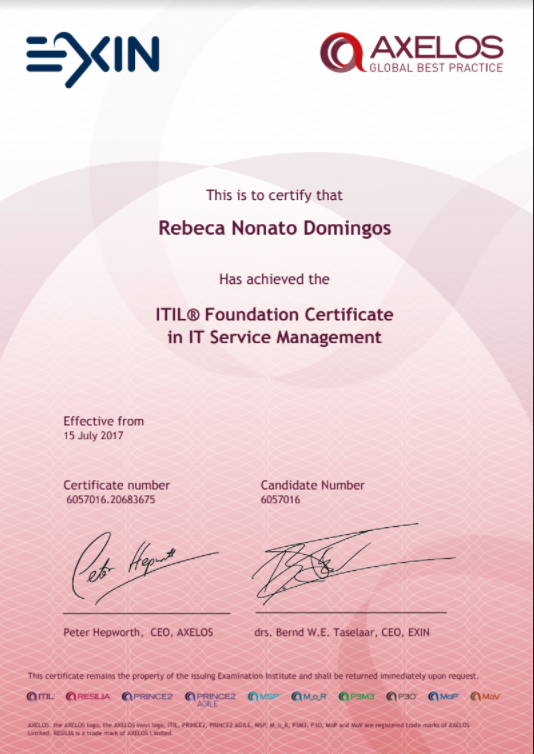 EXIN
AXELOS
GLOBAL BEST PRACTICE
This is to certify that
Rebeca Nonato Domingos
Has achieved the
ITIL® Foundation Certificate
in IT Service Management
Effective from
15 July 2017
Certificate number
6057016.20683675
Candidate Number
6057016
Peter Hepworth
Peter Hepworth, CEO, AXELOS
drs. Bernd W.E. Taselaar, CEO, EXIN
This certificate remains the property of the issuing Examination Institute and shall be returned immediately upon request.
ITIL RESILIA PRINCE2 PRINCE2 AGILE MSP M_o_R P3M3 P3O MoP MoV
AXELOS, the AXELOS logo, the AXELOS swirl logo, ITIL, PRINCE2, PRINCE2 AGILE, MSP, M_o_R, P3M3, P3O, MoP and MoV are registered trade marks of AXELOS
Limited. RESILIA is a trade mark of AXELOS Limited.